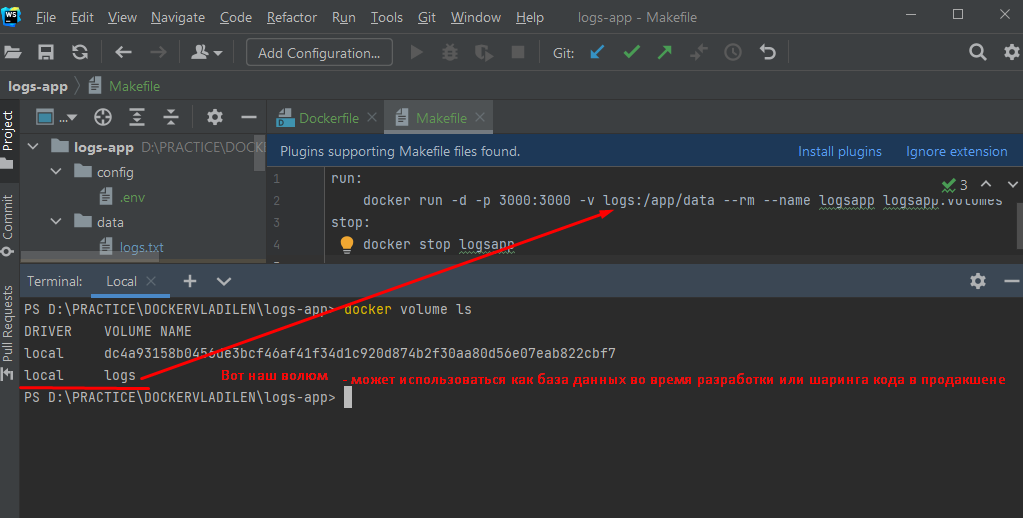 WS File Edit View Navigate Code Refactor Run Tools Git Window Help logs-app - Makefile
Add Configuration... Git:
logs-app Makefile
Project
Commit
Pull Requests
... Dockerfile Makefile
logs-app D:\PRACTICE\DOCKE
config
.env
data
logs.txt
Plugins supporting Makefile files found. Install plugins Ignore extension
1 run: 3
2 docker run -d -p 3000:3000 -v logs:/app/data --rm --name logsapp logsapp:volumes
3 stop:
4 docker stop logsapp
Terminal: Local
PS D:\PRACTICE\DOCKERVLADILEN\logs-app> docker volume ls
DRIVER VOLUME NAME
local dc4a93158b0456de3bcf46af41f34d1c920d874b2f30aa80d56e07eab822cbf7
local logs Вот наш волюм - может использоваться как база данных во время разработки или шаринга кода в продакшене
PS D:\PRACTICE\DOCKERVLADILEN\logs-app>